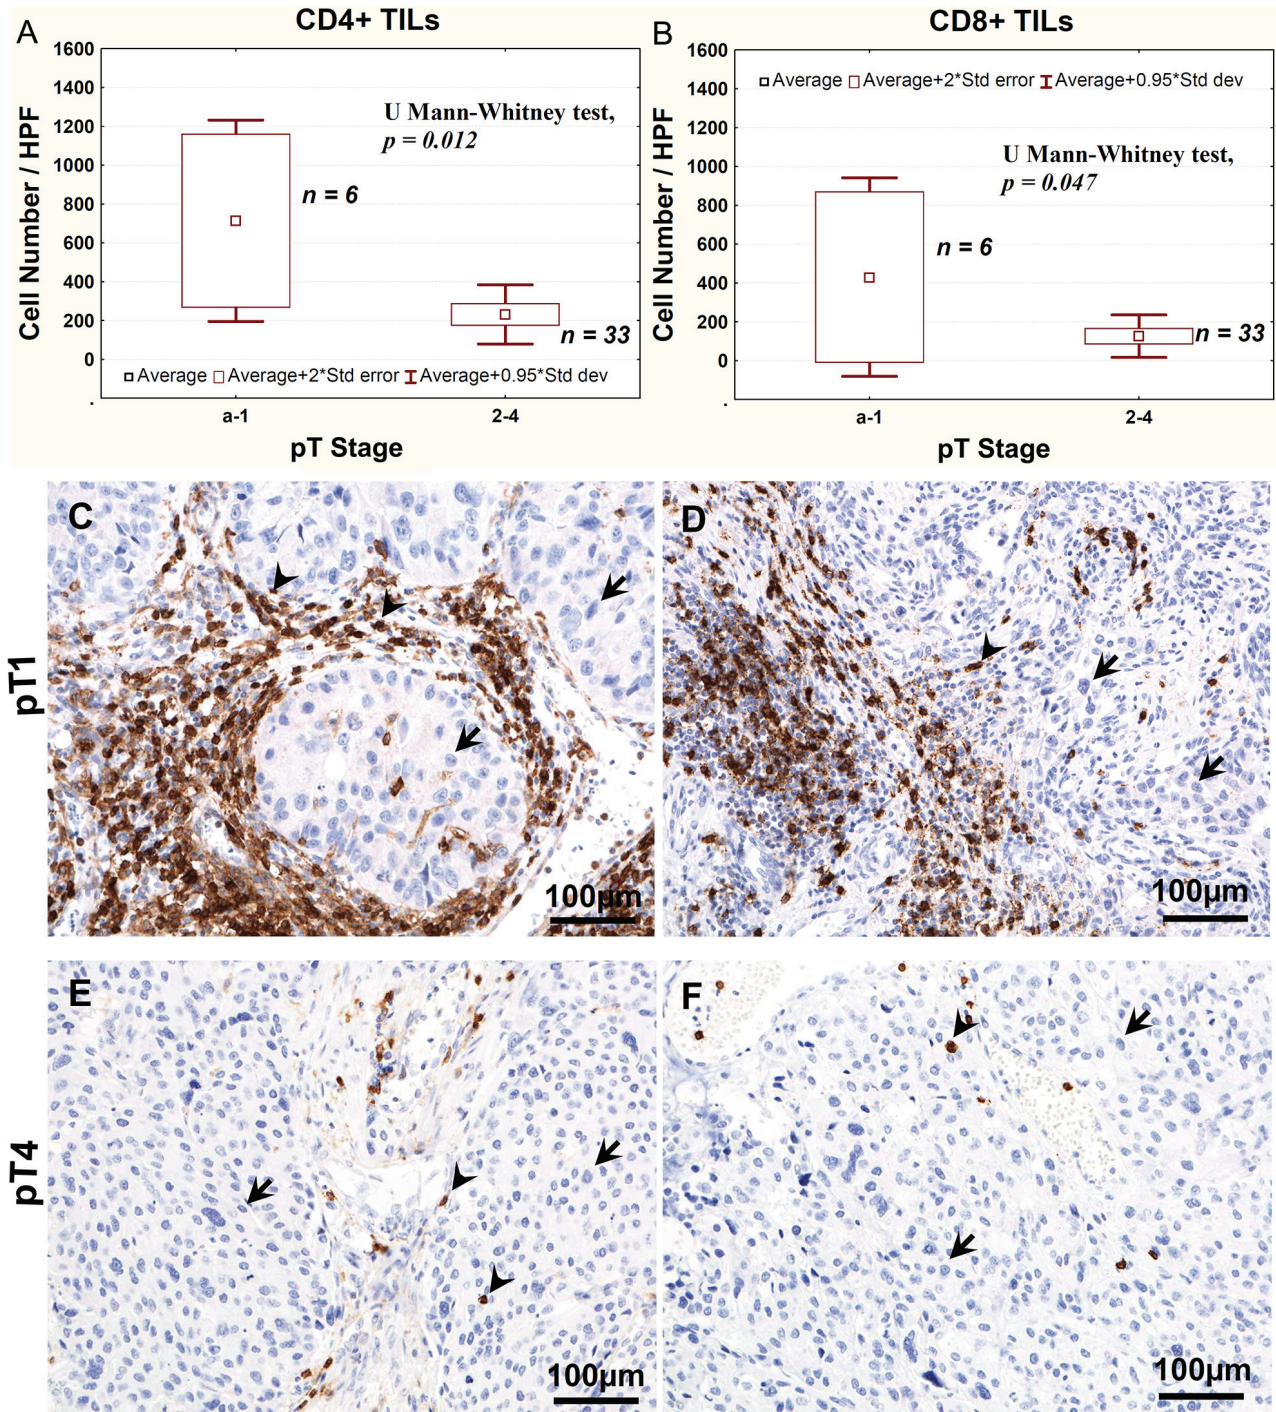 A
CD4+ TILs
1600
1400
1200
1000
800
600
400
200
0
.
Cell Number / HPF
U Mann-Whitney test,
p = 0.012
n = 6
n = 33
Average Average+2*Std error Average+0.95*Std dev
a-1
2-4
pT Stage
B
CD8+ TILs
1600
1400
1200
1000
800
600
400
200
0
.
Cell Number / HPF
Average Average+2*Std error Average+0.95*Std dev
U Mann-Whitney test,
p = 0.047
n = 6
n = 33
a-1
2-4
pT Stage
pT1
C
100µm
D
100µm
pT4
E
100µm
F
100µm